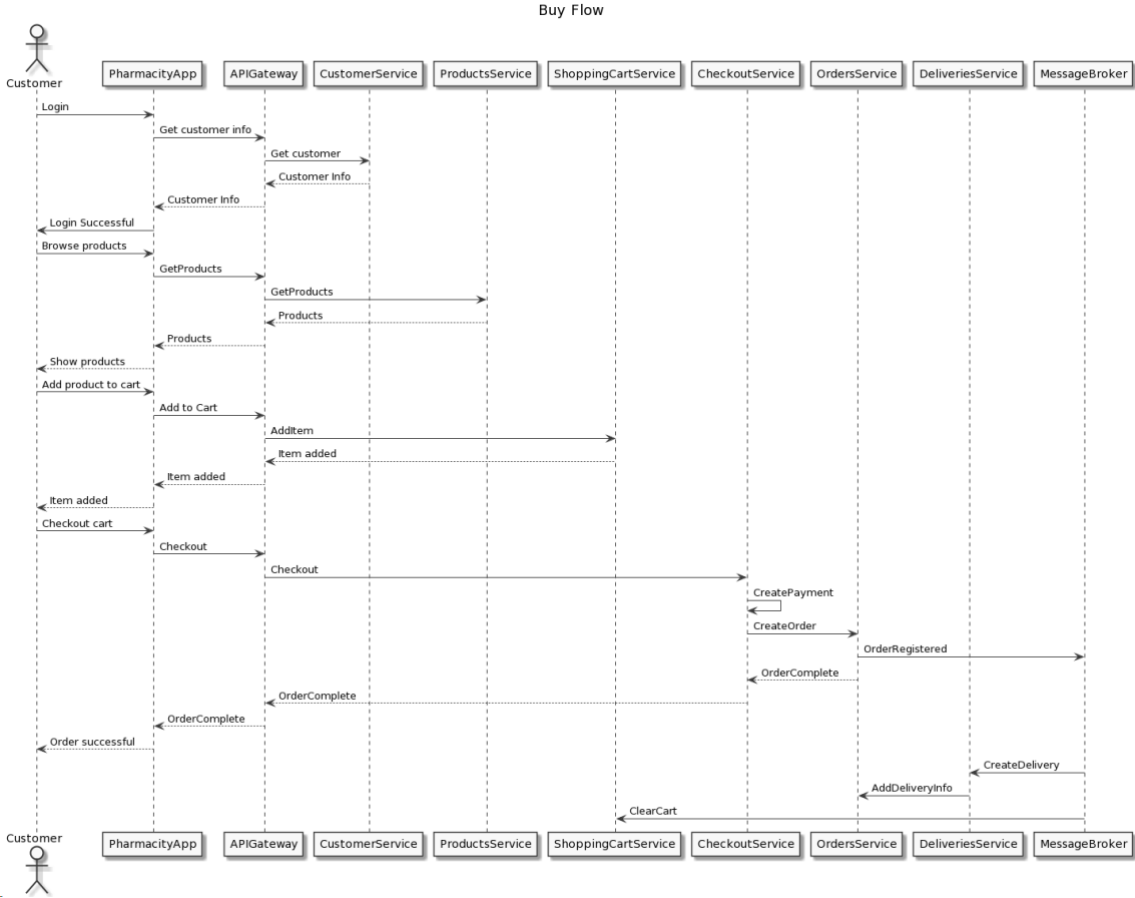 Buy Flow
Customer
PharmacityApp
APIGateway
CustomerService
ProductsService
ShoppingCartService
CheckoutService
OrdersService
DeliveriesService
MessageBroker
Login
Get customer info
Get customer
Customer Info
Customer Info
Login Successful
Browse products
GetProducts
GetProducts
Products
Products
Show products
Add product to cart
Add to Cart
AddItem
Item added
Item added
Item added
Checkout cart
Checkout
Checkout
CreatePayment
CreateOrder
OrderRegistered
OrderComplete
OrderComplete
OrderComplete
Order successful
CreateDelivery
AddDeliveryInfo
ClearCart
Customer
PharmacityApp
APIGateway
CustomerService
ProductsService
ShoppingCartService
CheckoutService
OrdersService
DeliveriesService
MessageBroker